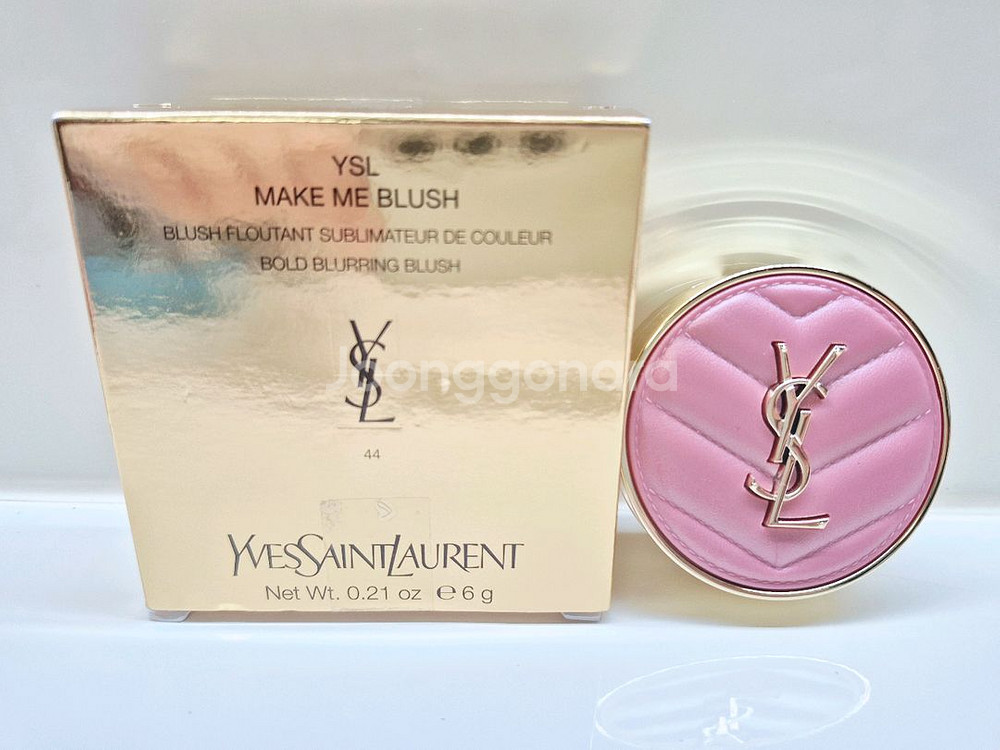 YSL
MAKE ME BLUSH
BLUSH FLOUTANT SUBLIMATEUR DE COULEUR
BOLD BLURRING BLUSH
YSL
Joonggonara
44
YVESSAINTLAURENT
Net Wt. 0.21 oz ℮ 6 g
YSL